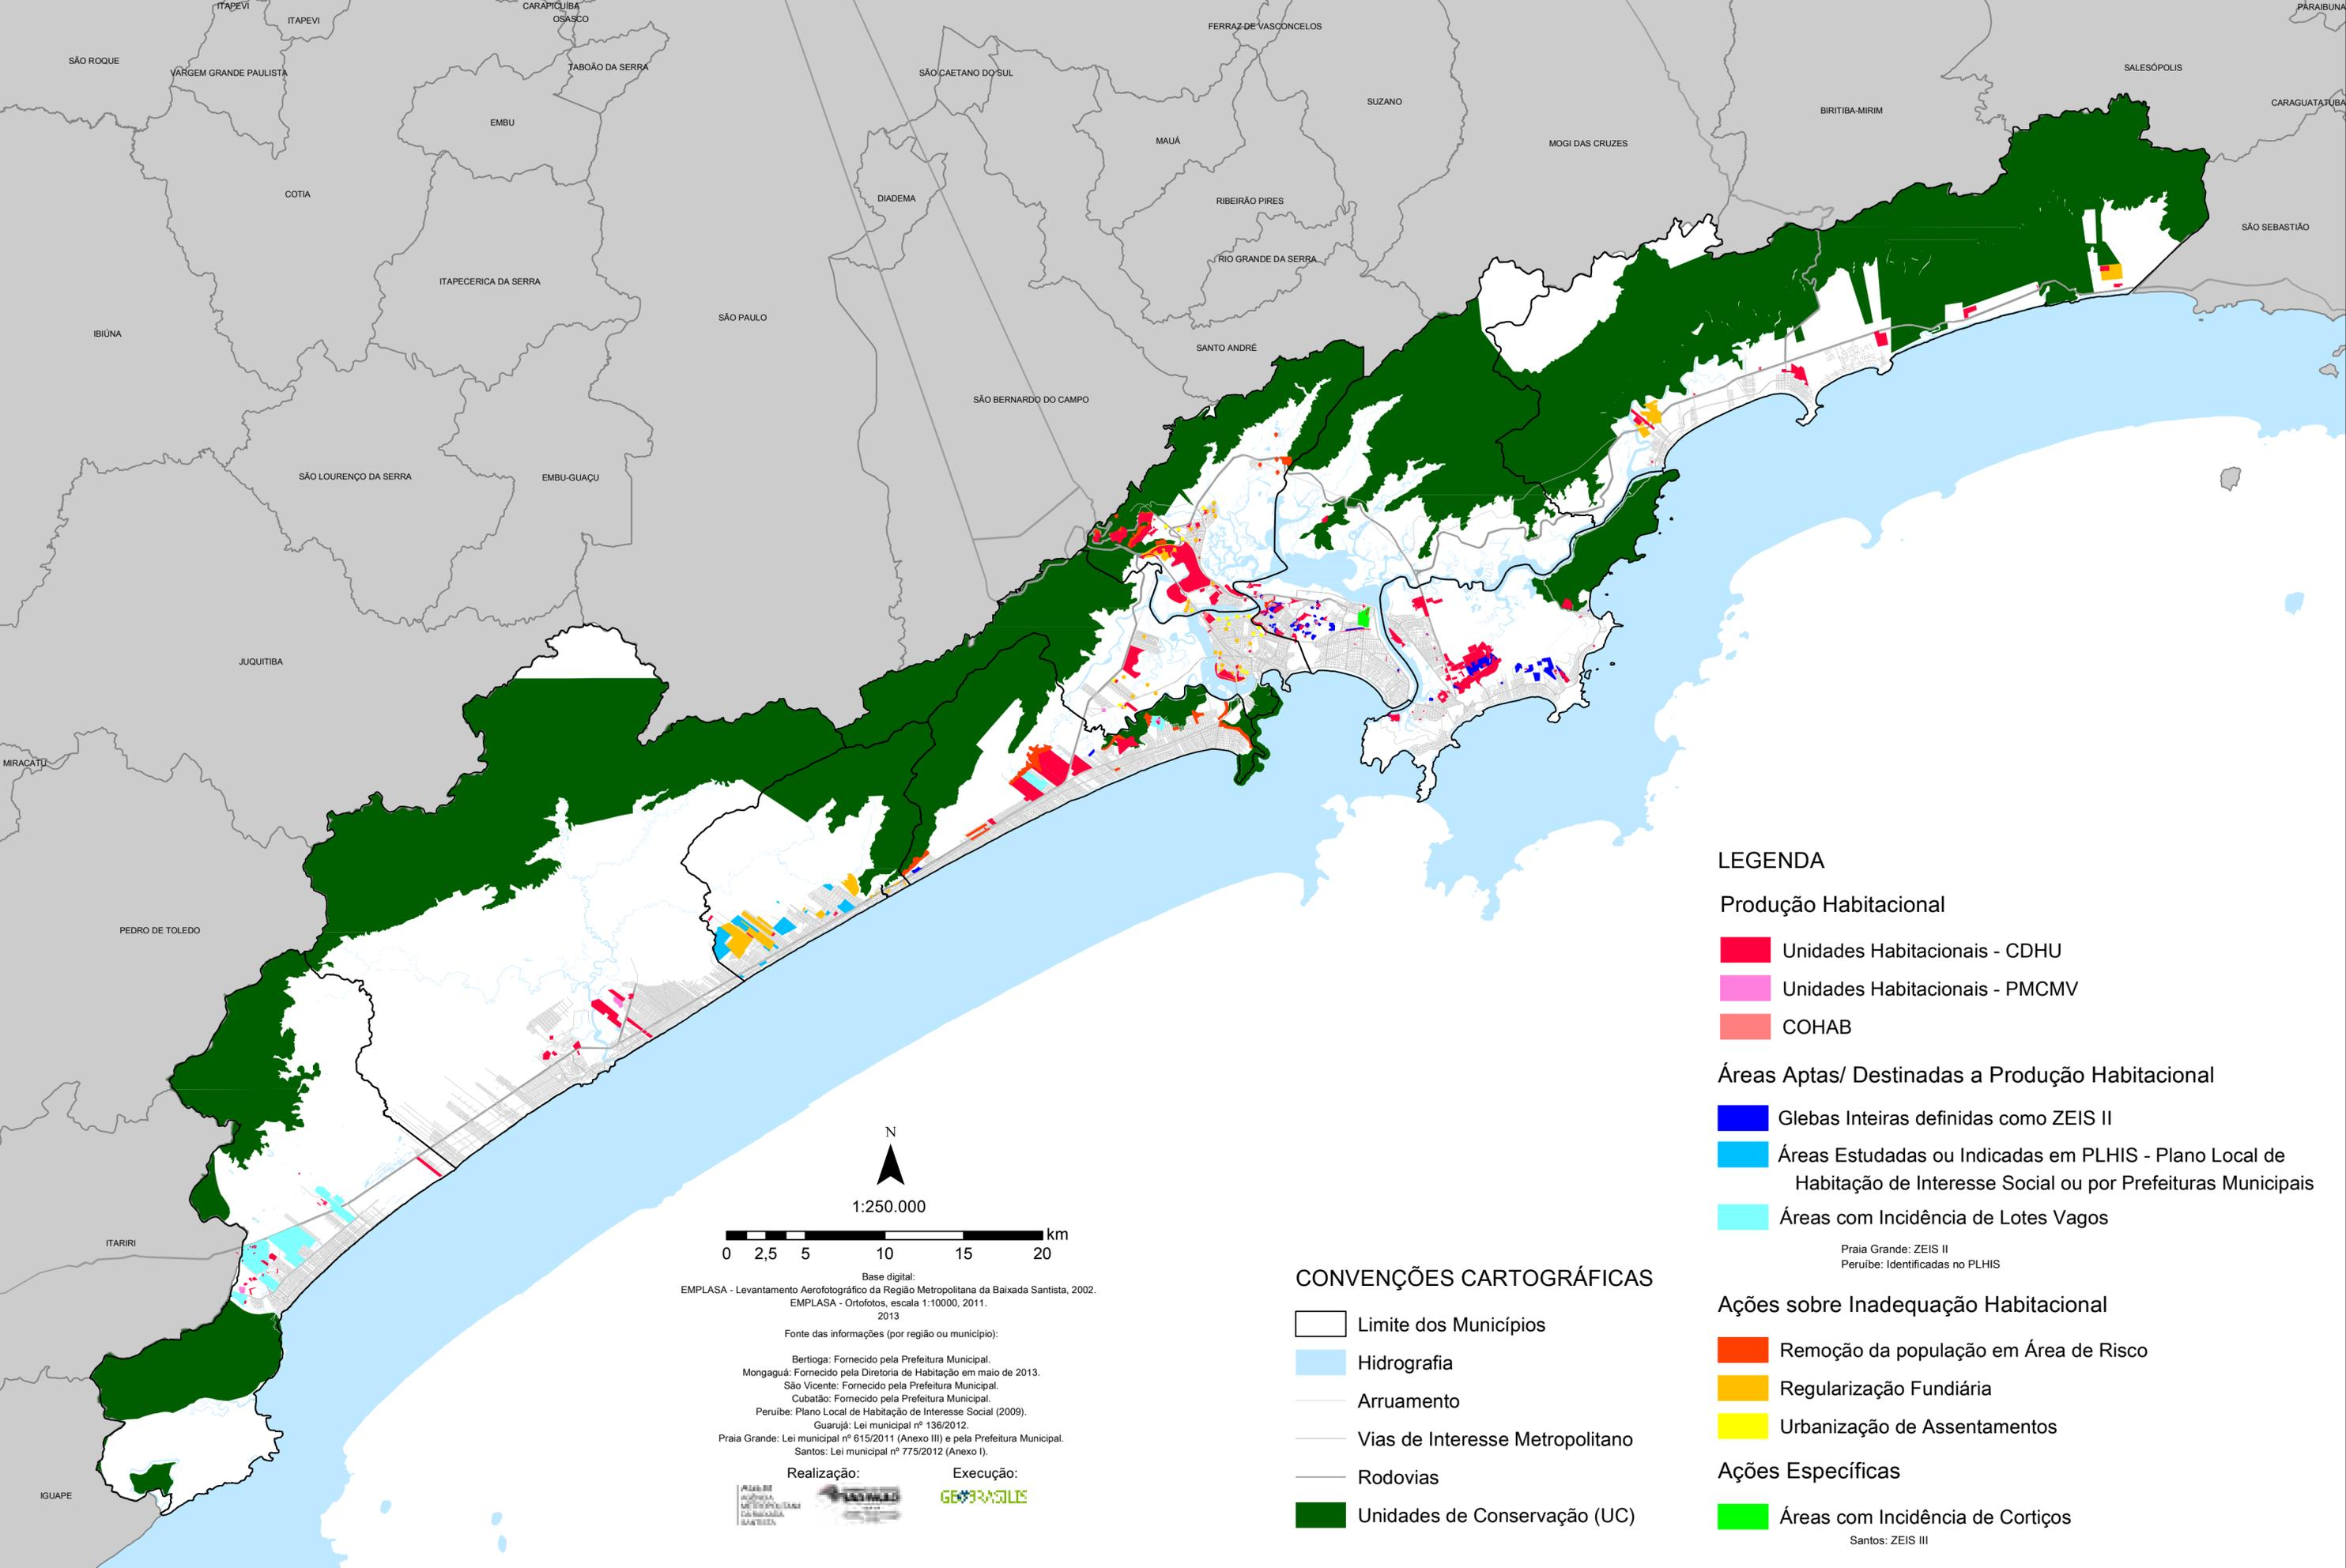 ITAPEVI
ITAPEVI
CARAPICUÍBA
OSASCO
PARAIBUNA
FERRAZ DE VASCONCELOS
SÃO ROQUE
VARGEM GRANDE PAULISTA
TABOÃO DA SERRA
SÃO CAETANO DO SUL
SALESÓPOLIS
SUZANO
CARAGUATATUBA
BIRITIBA-MIRIM
EMBU
MAUÁ
MOGI DAS CRUZES
COTIA
DIADEMA
RIBEIRÃO PIRES
SÃO SEBASTIÃO
RIO GRANDE DA SERRA
ITAPECERICA DA SERRA
SÃO PAULO
IBIÚNA
SANTO ANDRÉ
SÃO BERNARDO DO CAMPO
SÃO LOURENÇO DA SERRA
EMBU-GUAÇU
JUQUITIBA
MIRACATU
PEDRO DE TOLEDO
ITARIRI
IGUAPE
N
1:250.000
km
0 2,5 5 10 15 20
Base digital:
EMPLASA - Levantamento Aerofotográfico da Região Metropolitana da Baixada Santista, 2002.
EMPLASA - Ortofotos, escala 1:10000, 2011.
2013
Fonte das informações (por região ou município):
Bertioga: Fornecido pela Prefeitura Municipal.
Mongaguá: Fornecido pela Diretoria de Habitação em maio de 2013.
São Vicente: Fornecido pela Prefeitura Municipal.
Cubatão: Fornecido pela Prefeitura Municipal.
Peruíbe: Plano Local de Habitação de Interesse Social (2009).
Guarujá: Lei municipal nº 136/2012.
Praia Grande: Lei municipal nº 615/2011 (Anexo III) e pela Prefeitura Municipal.
Santos: Lei municipal nº 775/2012 (Anexo I).
Realização: Execução:
GEOBRASILIS
CONVENÇÕES CARTOGRÁFICAS
Limite dos Municípios
Hidrografia
Arruamento
Vias de Interesse Metropolitano
Rodovias
Unidades de Conservação (UC)
LEGENDA
Produção Habitacional
Unidades Habitacionais - CDHU
Unidades Habitacionais - PMCMV
COHAB
Áreas Aptas/ Destinadas a Produção Habitacional
Glebas Inteiras definidas como ZEIS II
Áreas Estudadas ou Indicadas em PLHIS - Plano Local de
Habitação de Interesse Social ou por Prefeituras Municipais
Áreas com Incidência de Lotes Vagos
Praia Grande: ZEIS II
Peruíbe: Identificadas no PLHIS
Ações sobre Inadequação Habitacional
Remoção da população em Área de Risco
Regularização Fundiária
Urbanização de Assentamentos
Ações Específicas
Áreas com Incidência de Cortiços
Santos: ZEIS III